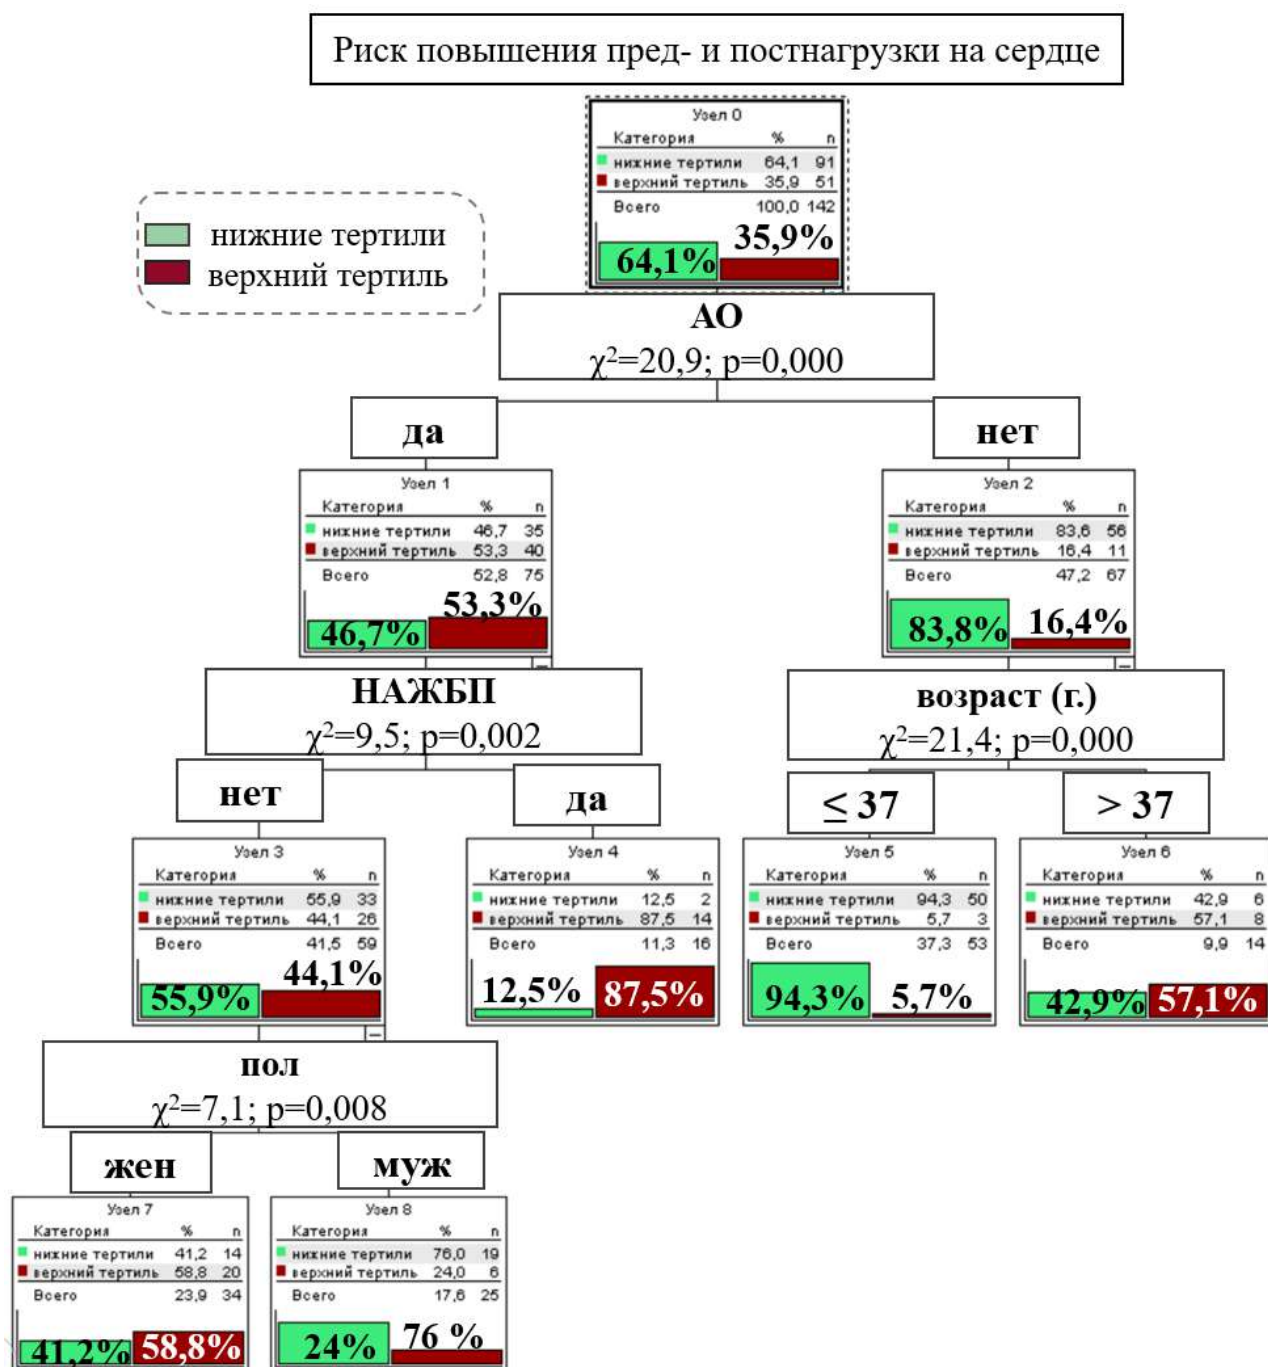 Риск повышения пред- и постнагрузки на сердце
Узел 0
Категория % n
нижние тертили 64,1 91
верхний тертиль 35,9 51
Всего 100,0 142
64,1% 35,9%
нижние тертили
верхний тертиль
АО
χ²=20,9; p=0,000
да
нет
Узел 1
Категория % n
нижние тертили 46,7 35
верхний тертиль 53,3 40
Всего 52,8 75
46,7% 53,3%
Узел 2
Категория % n
нижние тертили 83,6 56
верхний тертиль 16,4 11
Всего 47,2 67
83,8% 16,4%
НАЖБП
χ²=9,5; p=0,002
возраст (г.)
χ²=21,4; p=0,000
нет
да
≤ 37
> 37
Узел 3
Категория % n
нижние тертили 55,9 33
верхний тертиль 44,1 26
Всего 41,5 59
55,9% 44,1%
Узел 4
Категория % n
нижние тертили 12,5 2
верхний тертиль 87,5 14
Всего 11,3 16
12,5% 87,5%
Узел 5
Категория % n
нижние тертили 94,3 50
верхний тертиль 5,7 3
Всего 37,3 53
94,3% 5,7%
Узел 6
Категория % n
нижние тертили 42,9 6
верхний тертиль 57,1 8
Всего 9,9 14
42,9% 57,1%
пол
χ²=7,1; p=0,008
жен
муж
Узел 7
Категория % n
нижние тертили 41,2 14
верхний тертиль 58,8 20
Всего 23,9 34
41,2% 58,8%
Узел 8
Категория % n
нижние тертили 76,0 19
верхний тертиль 24,0 6
Всего 17,6 25
24% 76 %